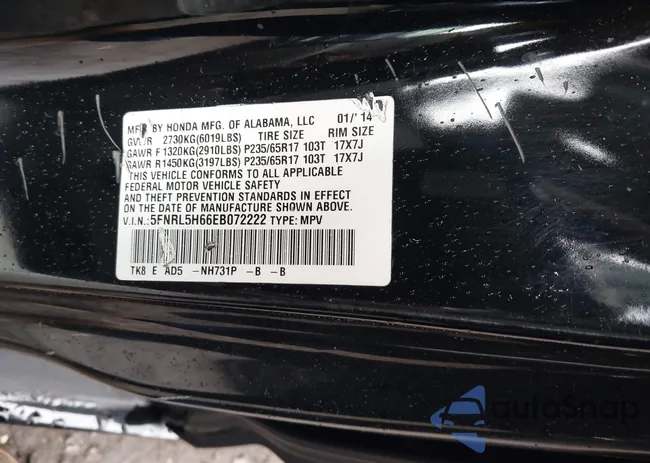 MFD BY HONDA MFG. OF ALABAMA, LLC 01/'14
GVWR 2730KG(6019LBS) TIRE SIZE RIM SIZE
GAWR F1320KG(2910LBS) P235/65R17 103T 17X7J
GAWR R1450KG(3197LBS) P235/65R17 103T 17X7J
THIS VEHICLE CONFORMS TO ALL APPLICABLE
FEDERAL MOTOR VEHICLE SAFETY
AND THEFT PREVENTION STANDARDS IN EFFECT
ON THE DATE OF MANUFACTURE SHOWN ABOVE.
V.I.N.:5FNRL5H66EB072222 TYPE: MPV
TK8 E AD5 -NH731P -B -B
autoSnap